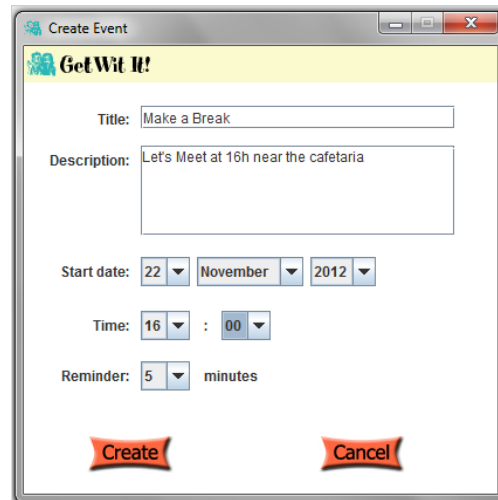 Create Event
Get Wit It!
Title: Make a Break
Description: Let's Meet at 16h near the cafetaria
Start date: 22 November 2012
Time: 16 : 00
Reminder: 5 minutes
Create Cancel